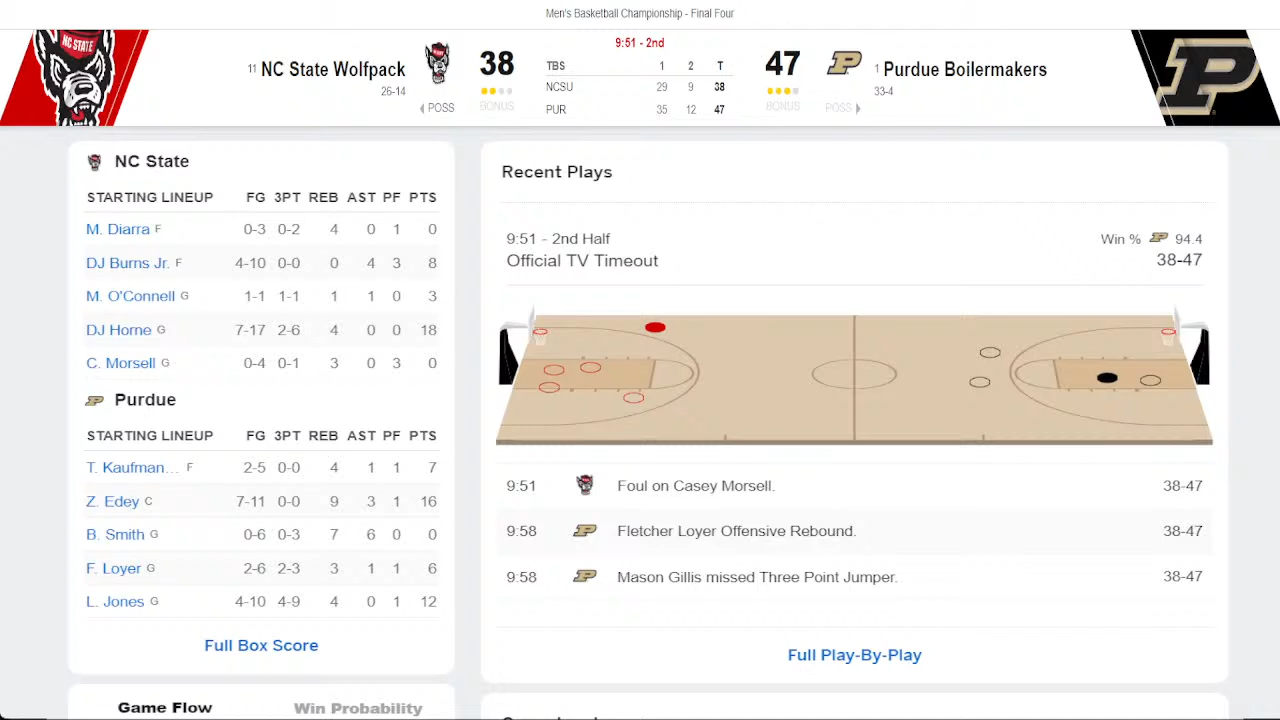 Men's Basketball Championship - Final Four
NC STATE
11 NC State Wolfpack
26-14
POSS
38
BONUS
9:51 - 2nd
TBS 1 2 T
NCSU 29 9 38
PUR 35 12 47
47
BONUS
P
POSS
1 Purdue Boilermakers
33-4
P
NC State
STARTING LINEUP FG 3PT REB AST PF PTS
M. Diarra F 0-3 0-2 4 0 1 0
DJ Burns Jr. F 4-10 0-0 0 4 3 8
M. O'Connell G 1-1 1-1 1 1 0 3
DJ Horne G 7-17 2-6 4 0 0 18
C. Morsell G 0-4 0-1 3 0 3 0
Purdue
STARTING LINEUP FG 3PT REB AST PF PTS
T. Kaufman... F 2-5 0-0 4 1 1 7
Z. Edey C 7-11 0-0 9 3 1 16
B. Smith G 0-6 0-3 7 6 0 0
F. Loyer G 2-6 2-3 3 1 1 6
L. Jones G 4-10 4-9 4 0 1 12
Full Box Score
Game Flow Win Probability
Recent Plays
9:51 - 2nd Half Win % P 94.4
Official TV Timeout 38-47
9:51 Foul on Casey Morsell. 38-47
9:58 P Fletcher Loyer Offensive Rebound. 38-47
9:58 P Mason Gillis missed Three Point Jumper. 38-47
Full Play-By-Play